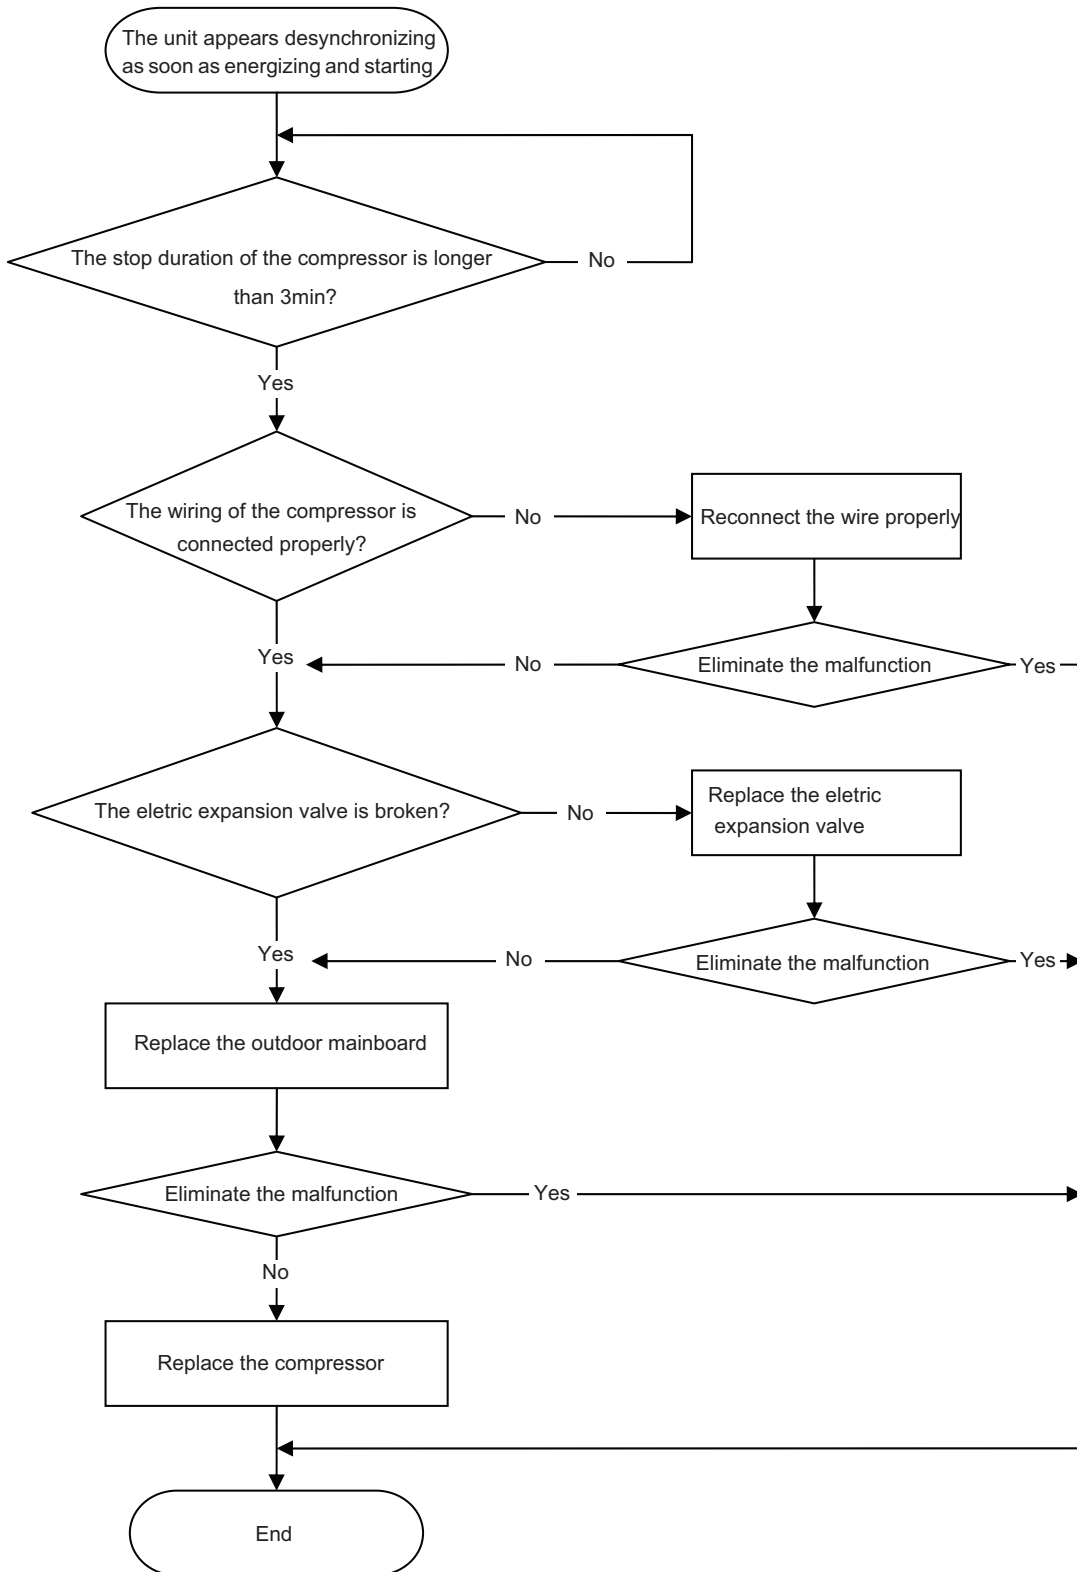 The unit appears desynchronizing
as soon as energizing and starting
The stop duration of the compressor is longer
than 3min?
No
Yes
The wiring of the compressor is
connected properly?
No
Reconnect the wire properly
Yes
No
Eliminate the malfunction
Yes
The eletric expansion valve is broken?
No
Replace the eletric
expansion valve
Yes
No
Eliminate the malfunction
Yes
Replace the outdoor mainboard
Eliminate the malfunction
Yes
No
Replace the compressor
End